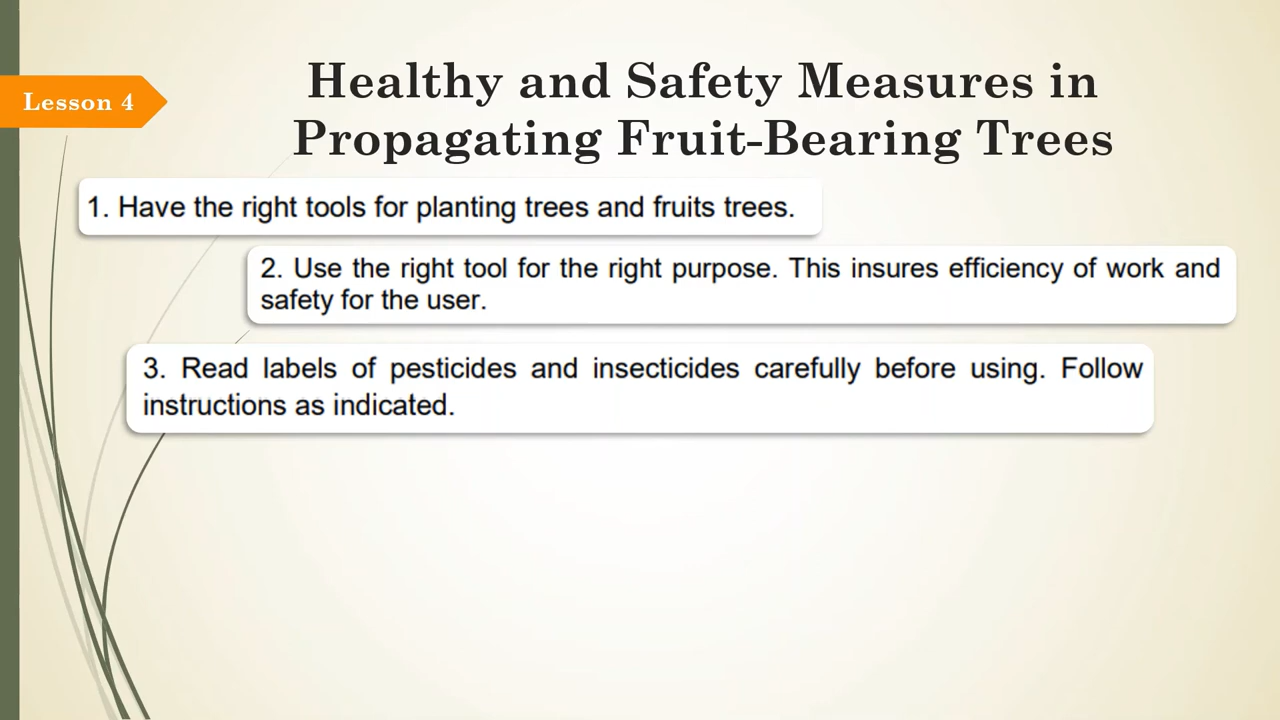 Lesson 4
Healthy and Safety Measures in
Propagating Fruit-Bearing Trees
1. Have the right tools for planting trees and fruits trees.
2. Use the right tool for the right purpose. This insures efficiency of work and
safety for the user.
3. Read labels of pesticides and insecticides carefully before using. Follow
instructions as indicated.